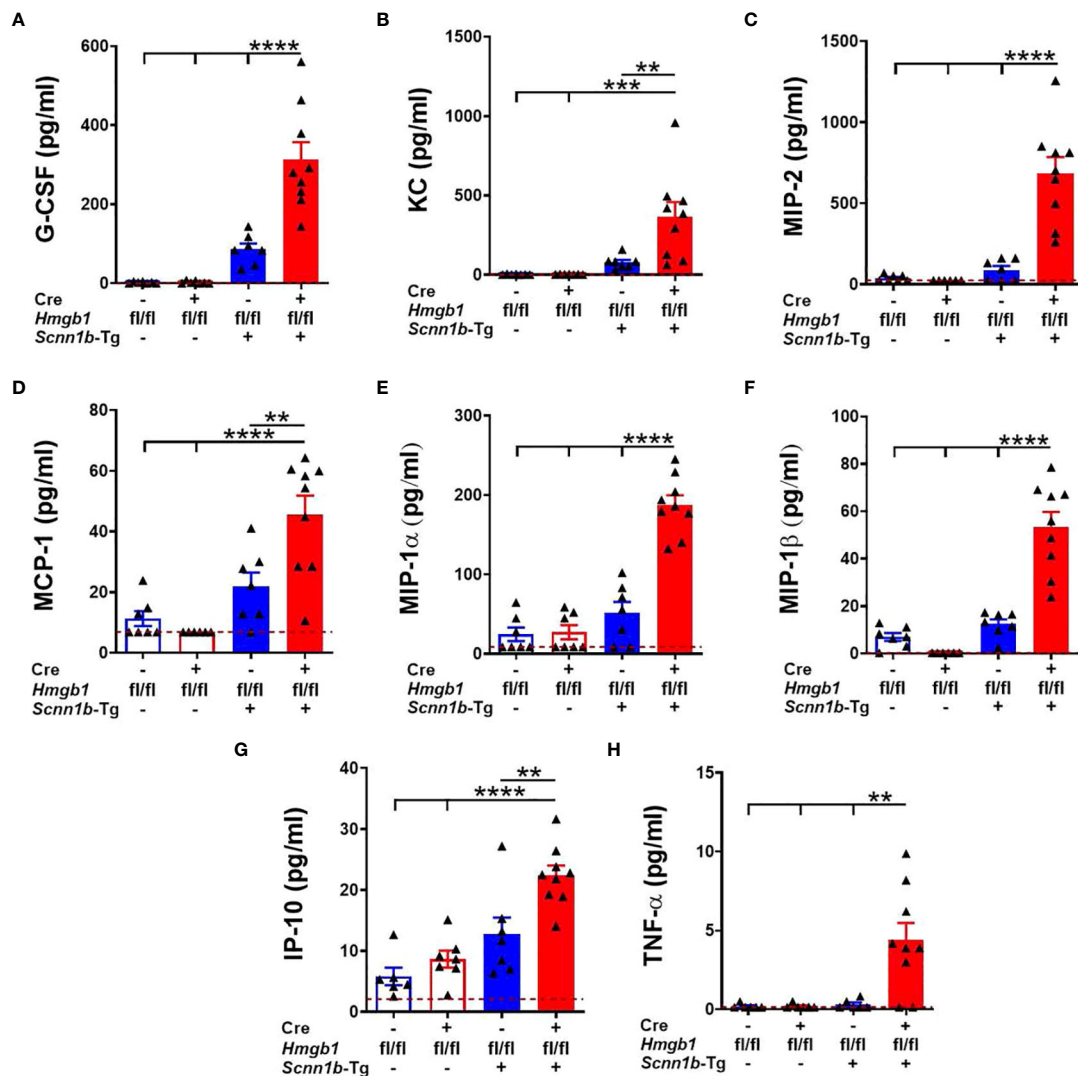 A
G-CSF (pg/ml)
600
400
200
0
****
Cre - + - +
Hmgb1 fl/fl fl/fl fl/fl fl/fl
Scnn1b-Tg - - + +
B
KC (pg/ml)
1500
1000
500
0
**
***
Cre - + - +
Hmgb1 fl/fl fl/fl fl/fl fl/fl
Scnn1b-Tg - - + +
C
MIP-2 (pg/ml)
1500
1000
500
0
****
Cre - + - +
Hmgb1 fl/fl fl/fl fl/fl fl/fl
Scnn1b-Tg - - + +
D
MCP-1 (pg/ml)
80
60
40
20
0
**
****
Cre - + - +
Hmgb1 fl/fl fl/fl fl/fl fl/fl
Scnn1b-Tg - - + +
E
MIP-1α (pg/ml)
300
200
100
0
****
Cre - + - +
Hmgb1 fl/fl fl/fl fl/fl fl/fl
Scnn1b-Tg - - + +
F
MIP-1β (pg/ml)
100
80
60
40
20
0
****
Cre - + - +
Hmgb1 fl/fl fl/fl fl/fl fl/fl
Scnn1b-Tg - - + +
G
IP-10 (pg/ml)
40
30
20
10
0
**
****
Cre - + - +
Hmgb1 fl/fl fl/fl fl/fl fl/fl
Scnn1b-Tg - - + +
H
TNF-α (pg/ml)
15
10
5
0
**
Cre - + - +
Hmgb1 fl/fl fl/fl fl/fl fl/fl
Scnn1b-Tg - - + +